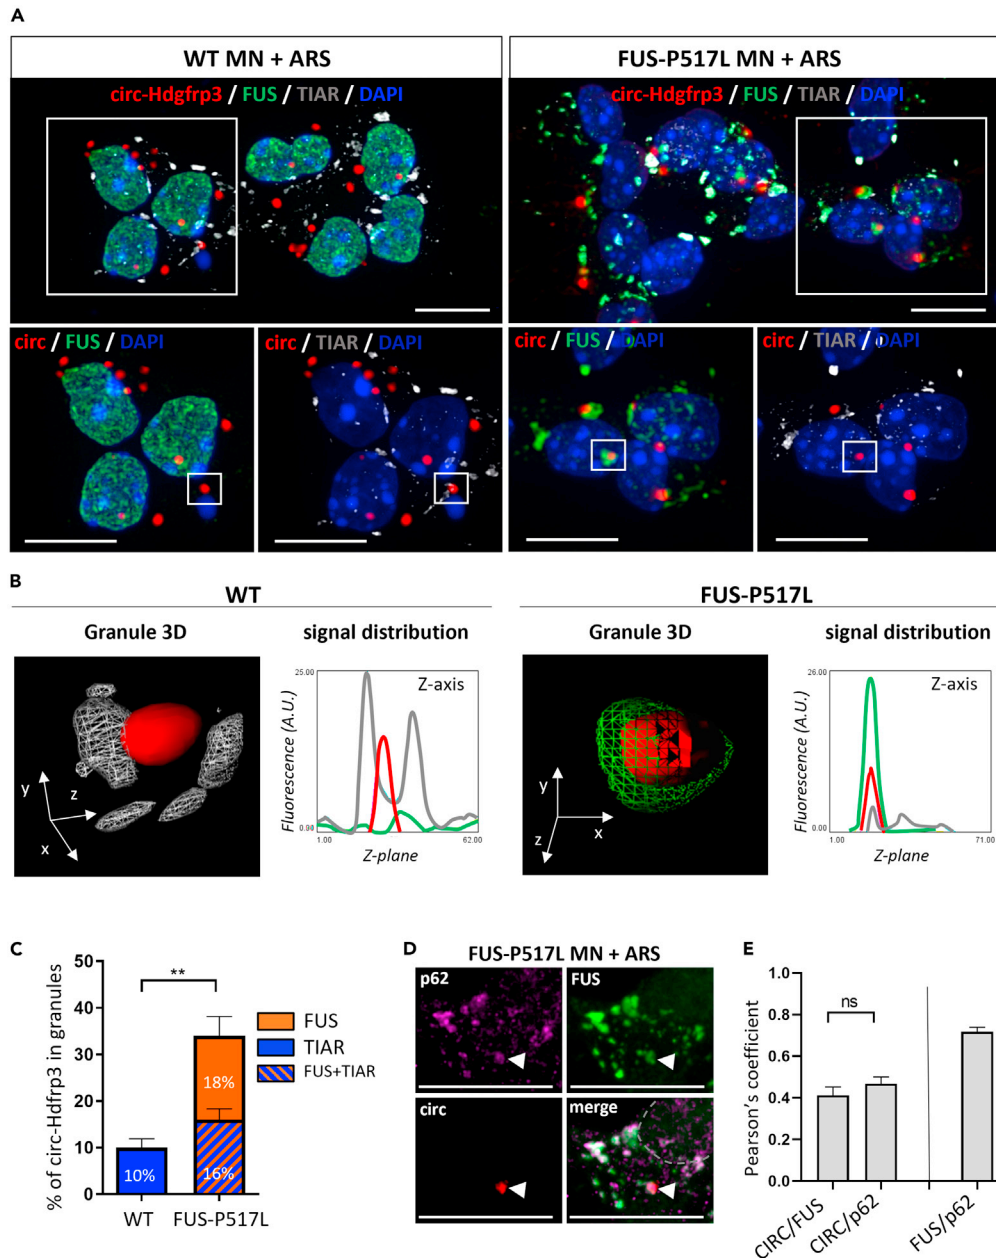 A
WT MN + ARS
FUS-P517L MN + ARS
circ-Hdgfrp3 / FUS / TIAR / DAPI
circ-Hdgfrp3 / FUS / TIAR / DAPI
circ / FUS / DAPI
circ / TIAR / DAPI
circ / FUS / DAPI
circ / TIAR / DAPI
B
WT
FUS-P517L
Granule 3D
signal distribution
Granule 3D
signal distribution
y
z
x
25.00
Z-axis
Fluorescence (A.U.)
0.00
1.00
62.00
Z-plane
y
x
z
26.00
Z-axis
Fluorescence (A.U.)
0.00
1.00
71.00
Z-plane
C
% of circ-Hdfrp3 in granules
50
40
30
20
10
0
**
18%
10%
16%
WT
FUS-P517L
FUS
TIAR
FUS+TIAR
D
FUS-P517L MN + ARS
p62
FUS
circ
merge
E
Pearson's coefficient
1.0
0.8
0.6
0.4
0.2
0.0
ns
CIRC/FUS
CIRC/p62
FUS/p62